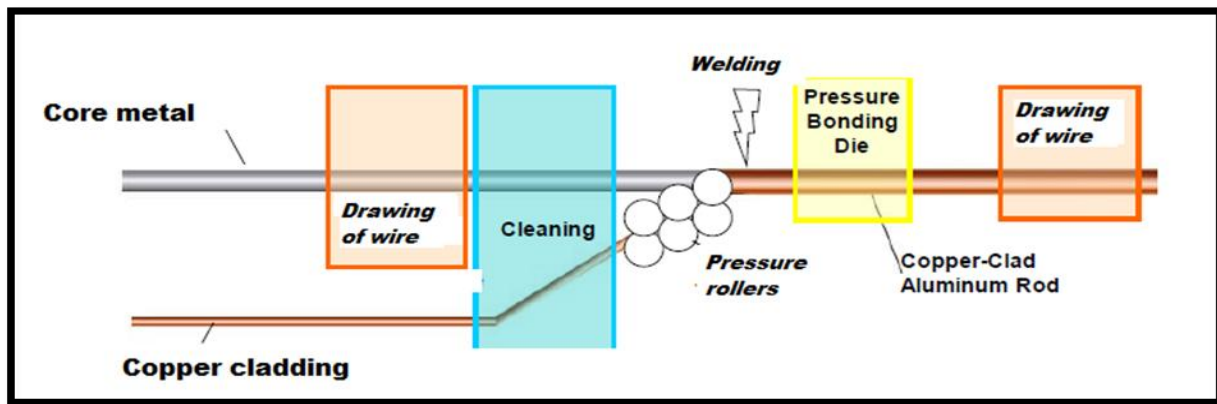 Welding
Core metal
Pressure
Bonding
Die
Drawing
of wire
Drawing
of wire
Cleaning
Pressure
rollers
Copper-Clad
Aluminum Rod
Copper cladding